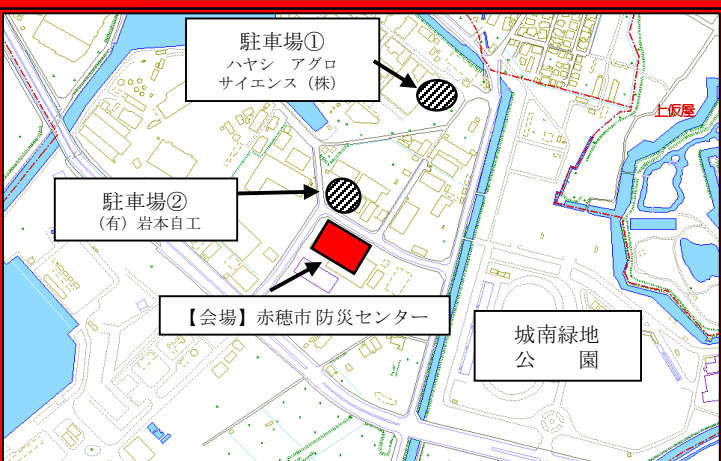 駐車場①
ハヤシ アグロ
サイエンス（株）
上仮屋
駐車場②
（有）岩本自工
【会場】赤穂市防災センター
城南緑地
公 園